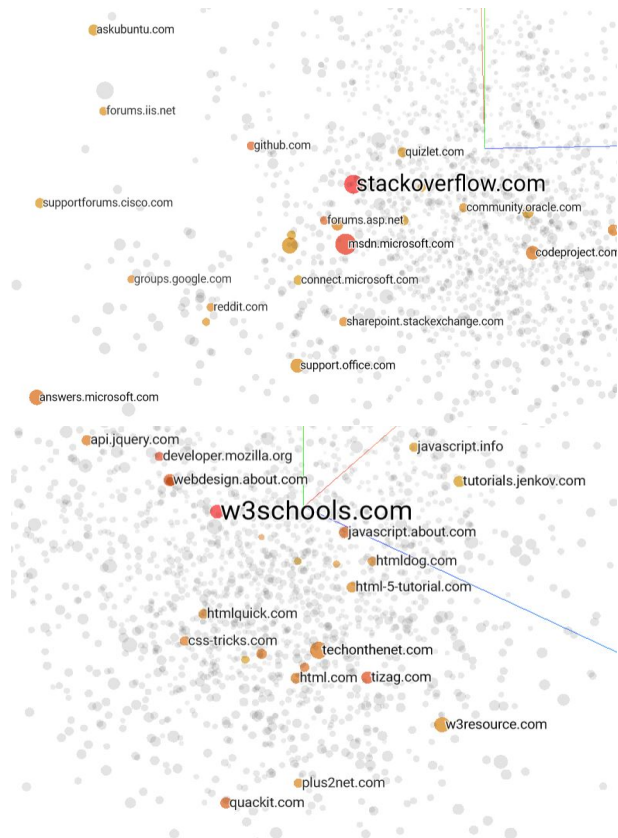 askubuntu.com
forums.iis.net
github.com
quizlet.com
stackoverflow.com
supportforums.cisco.com
community.oracle.com
forums.asp.net
msdn.microsoft.com
codeproject.com
groups.google.com
connect.microsoft.com
reddit.com
sharepoint.stackexchange.com
support.office.com
answers.microsoft.com
api.jquery.com
javascript.info
developer.mozilla.org
webdesign.about.com
tutorials.jenkov.com
w3schools.com
javascript.about.com
htmldog.com
html-5-tutorial.com
htmlquick.com
css-tricks.com
techonthenet.com
html.com
tizag.com
w3resource.com
plus2net.com
quackit.com